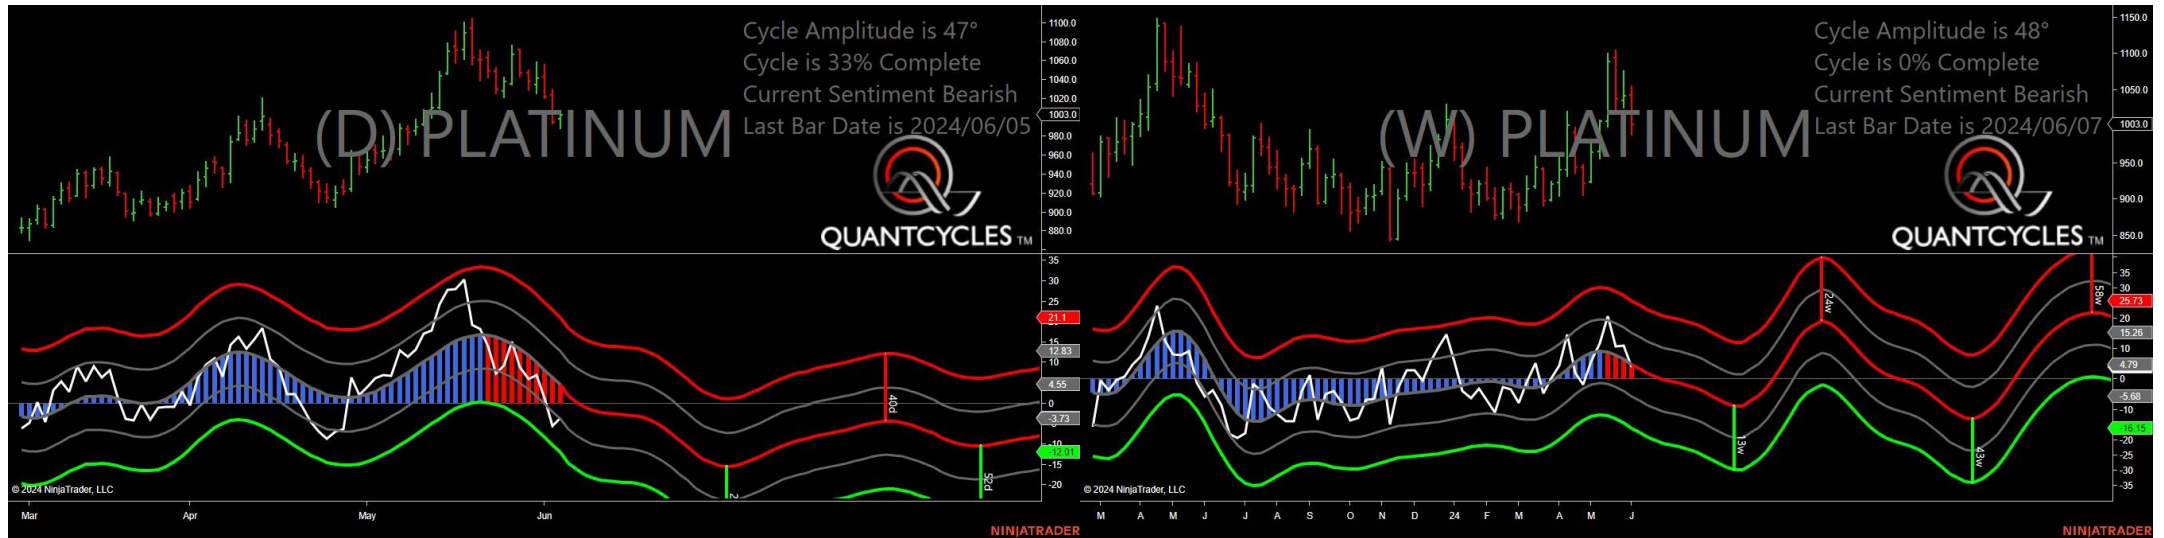 Cycle Amplitude is 47°
Cycle is 33% Complete
Current Sentiment Bearish
Last Bar Date is 2024/06/05
(D) PLATINUM
QUANTCYCLES TM
1100.0
1080.0
1060.0
1040.0
1020.0
1003.0
980.0
960.0
940.0
920.0
900.0
880.0
35
30
25
21.1
15
12.83
10
4.55
0
-3.73
-10
-12.01
-15
-20
40d
52d
2
© 2024 NinjaTrader, LLC
Mar Apr May Jun
NINJATRADER
Cycle Amplitude is 48°
Cycle is 0% Complete
Current Sentiment Bearish
Last Bar Date is 2024/06/07
(W) PLATINUM
QUANTCYCLES TM
1150.0
1100.0
1050.0
1003.0
950.0
900.0
850.0
35
30
25.73
20
15.26
10
4.79
0
-5.68
-10
-16.15
-20
-25
-30
-35
13w
24w
43w
58w
© 2024 NinjaTrader, LLC
M A M J J A S O N D 24 F M A M J
NINJATRADER